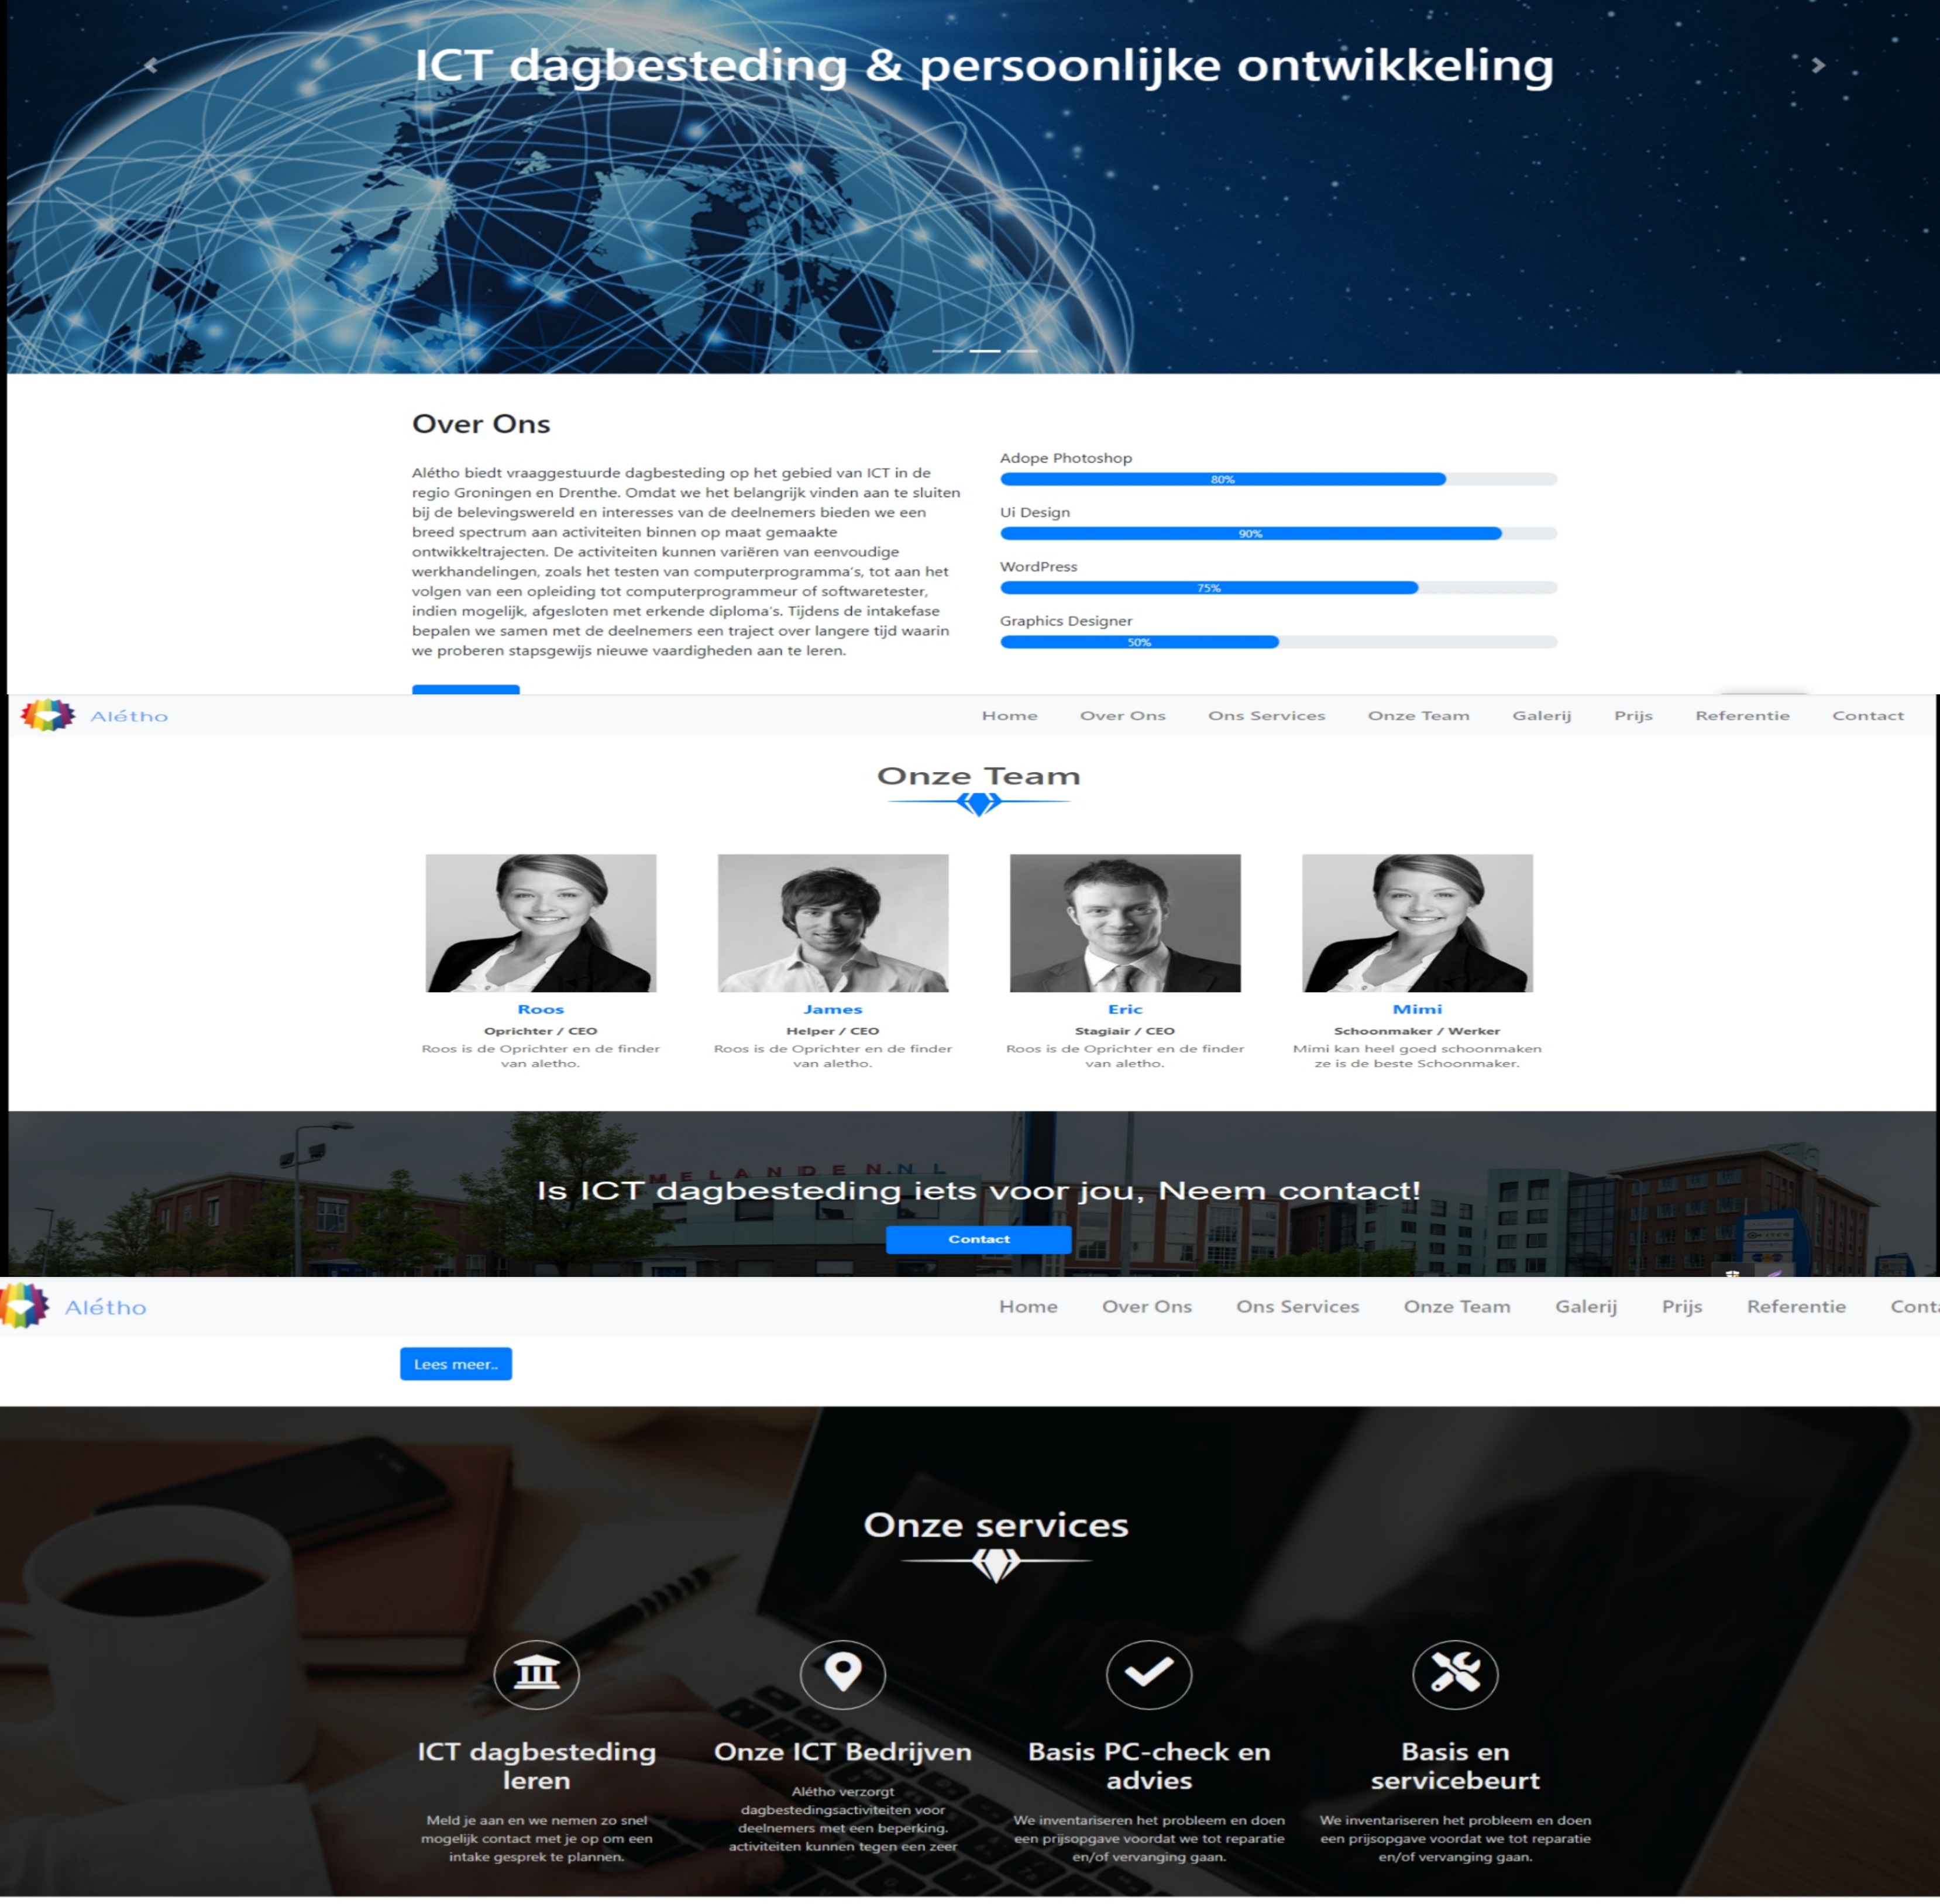 ICT dagbesteding & persoonlijke ontwikkeling
Over Ons
Alétho biedt vraaggestuurde dagbesteding op het gebied van ICT in de
regio Groningen en Drenthe. Omdat we het belangrijk vinden aan te sluiten
bij de belevingswereld en interesses van de deelnemers bieden we een
breed spectrum aan activiteiten binnen op maat gemaakte
ontwikkeltrajecten. De activiteiten kunnen variëren van eenvoudige
werkhandelingen, zoals het testen van computerprogramma's, tot aan het
volgen van een opleiding tot computerprogrammeur of softwaretester,
indien mogelijk, afgesloten met erkende diploma's. Tijdens de intakefase
bepalen we samen met de deelnemers een traject over langere tijd waarin
we proberen stapsgewijs nieuwe vaardigheden aan te leren.
Adope Photoshop
80%
Ui Design
90%
WordPress
75%
Graphics Designer
50%
Alétho Home Over Ons Ons Services Onze Team Galerij Prijs Referentie Contact
Onze Team
Roos
Oprichter / CEO
Roos is de Oprichter en de finder
van aletho.
James
Helper / CEO
Roos is de Oprichter en de finder
van aletho.
Eric
Stagiair / CEO
Roos is de Oprichter en de finder
van aletho.
Mimi
Schoonmaker / Werker
Mimi kan heel goed schoonmaken
ze is de beste Schoonmaker.
MELANDEN.NL
Is ICT dagbesteding iets voor jou, Neem contact!
Contact
Alétho Home Over Ons Ons Services Onze Team Galerij Prijs Referentie Cont
Lees meer..
Onze services
ICT dagbesteding
leren
Meld je aan en we nemen zo snel
mogelijk contact met je op om een
intake gesprek te plannen.
Onze ICT Bedrijven
Alétho verzorgt
dagbestedingsactiviteiten voor
deelnemers met een beperking.
activiteiten kunnen tegen een zeer
Basis PC-check en
advies
We inventariseren het probleem en doen
een prijsopgave voordat we tot reparatie
en/of vervanging gaan.
Basis en
servicebeurt
We inventariseren het probleem en doen
een prijsopgave voordat we tot reparatie
en/of vervanging gaan.